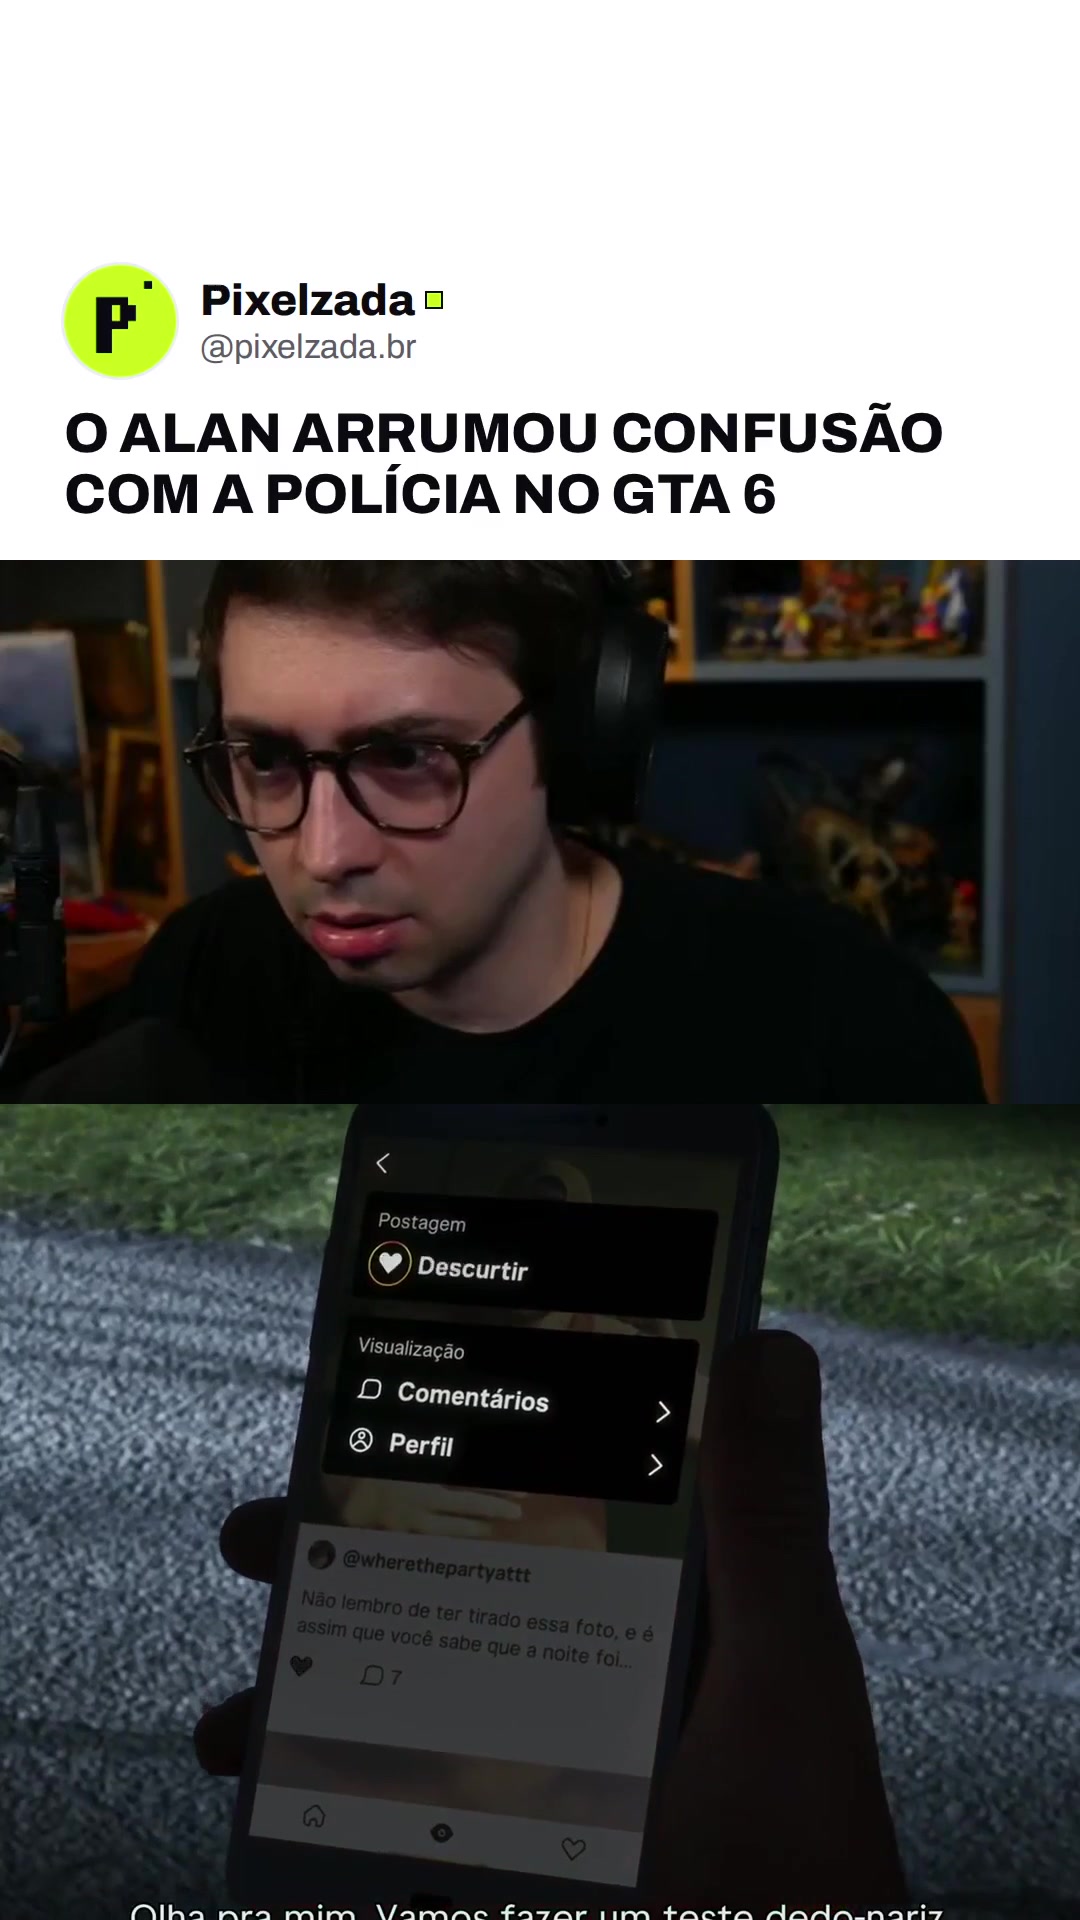 Pixelzada
@pixelzada.br
O ALAN ARRUMOU CONFUSÃO
COM A POLÍCIA NO GTA 6
Postagem
Descurtir
Visualização
Comentários
Perfil
@wherethepartyattt
Não lembro de ter tirado essa foto, e é
assim que você sabe que a noite foi...
7
Olha pra mim. Vamos fazer um teste dedo-nariz